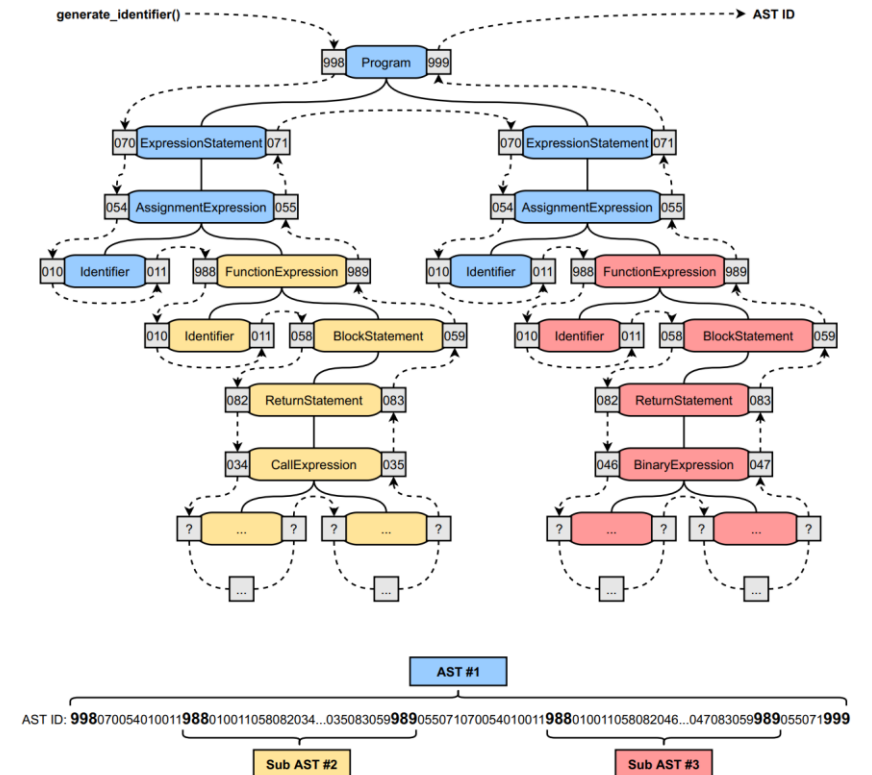 generate_identifier() AST ID
998 Program 999
070 ExpressionStatement 071 070 ExpressionStatement 071
054 AssignmentExpression 055 054 AssignmentExpression 055
010 Identifier 011 988 FunctionExpression 989 010 Identifier 011 988 FunctionExpression 989
010 Identifier 011 058 BlockStatement 059 010 Identifier 011 058 BlockStatement 059
082 ReturnStatement 083 082 ReturnStatement 083
034 CallExpression 035 046 BinaryExpression 047
? ... ? ? ... ? ? ... ? ? ... ?
... ... ... ...
AST #1
AST ID: 998070054010011988010011058082034...035083059989055071070054010011988010011058082046...047083059989055071999
Sub AST #2 Sub AST #3